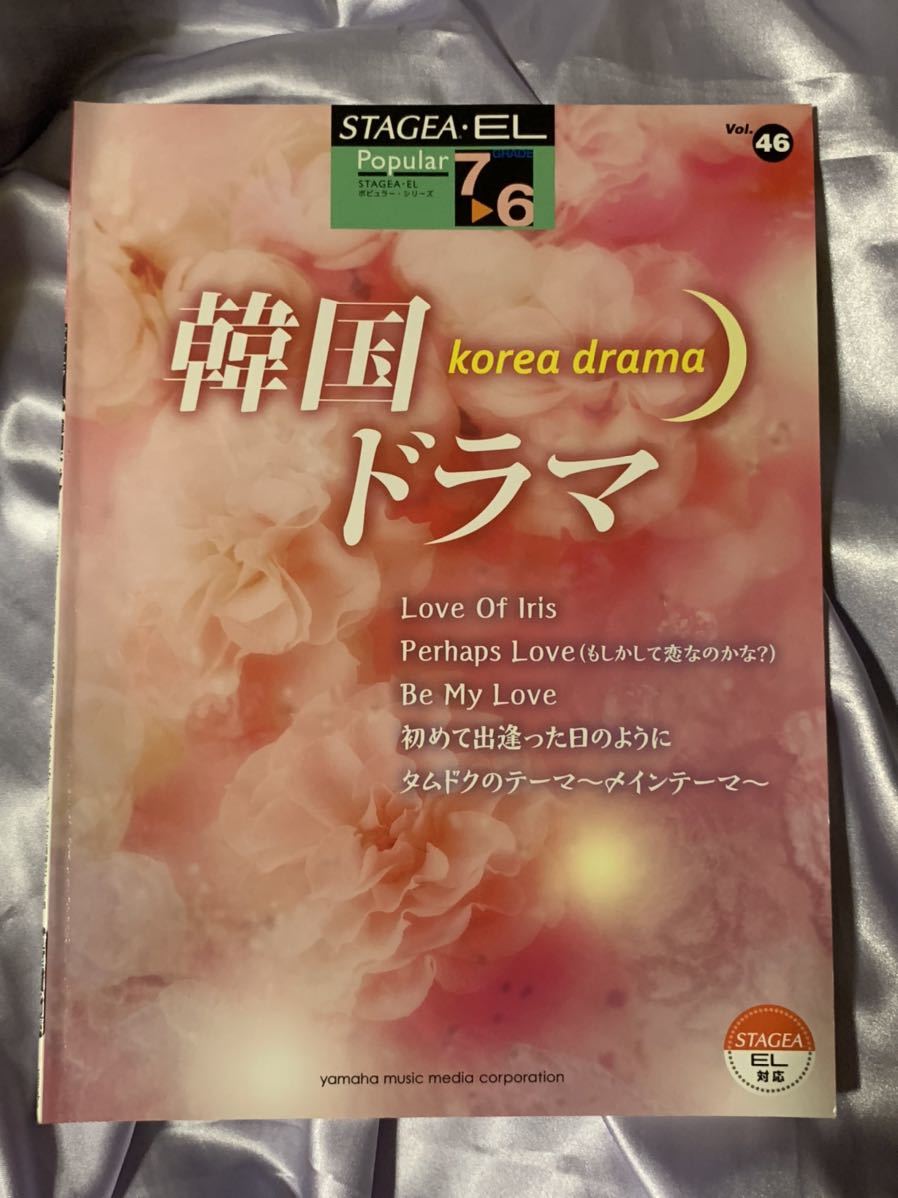 STAGEA・EL
Popular
STAGEA・EL
ポピュラー・シリーズ
GRADE
7▶6
Vol. 46
韓国
korea drama
ドラマ
Love Of Iris
Perhaps Love(もしかして恋なのかな?)
Be My Love
初めて出逢った日のように
タムドクのテーマ〜メインテーマ〜
STAGEA
EL
対応
yamaha music media corporation